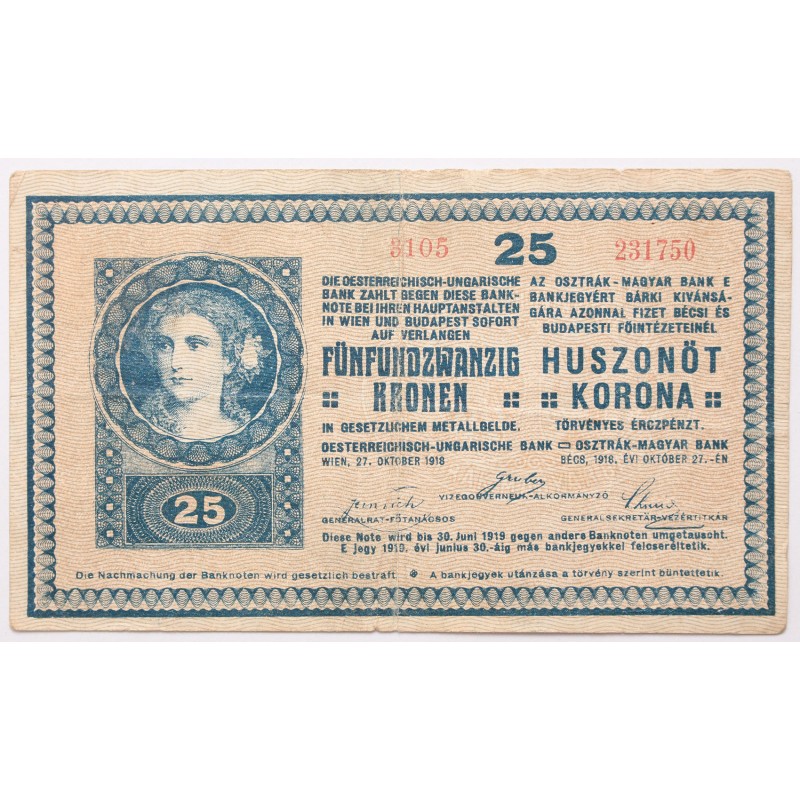 3105 25 231750
DIE OESTERREICHISCH-UNGARISCHE
BANK ZAHLT GEGEN DIESE BANK-
NOTE BEI IHREN HAUPTANSTALTEN
IN WIEN UND BUDAPEST SOFORT
AUF VERLANGEN
FÜNFUNDZWANZIG
KRONEN
IN GESETZLICHEM METALLGELDE.
OESTERREICHISCH-UNGARISCHE BANK
WIEN, 27. OKTOBER 1918
AZ OSZTRÁK-MAGYAR BANK E
BANKJEGYÉRT BÁRKI KIVÁNSÁ-
GÁRA AZONNAL FIZET BÉCSI ÉS
BUDAPESTI FŐINTÉZETEINÉL
HUSZONÖT
KORONA
TÖRVÉNYES ÉRCZPÉNZT.
OSZTRÁK-MAGYAR BANK
BÉCS, 1918. ÉVI OKTÓBER 27.-ÉN
Gruber
VIZEGOUVERNEUR-ALKORMÁNYZÓ
GENERALRAT-FŐTANÁCSOS
GENERALSEKRETÄR-VEZÉRTITKÁR
25
Diese Note wird bis 30. Juni 1919 gegen anders Banknoten umgetauscht.
E jegy 1919. évi junius 30.-áig más bankjegyekkel felcseréltetik.
Die Nachmachung der Banknoten wird gesetzlich bestraft. A bankjegyek utánzása a törvény szerint büntettetik.